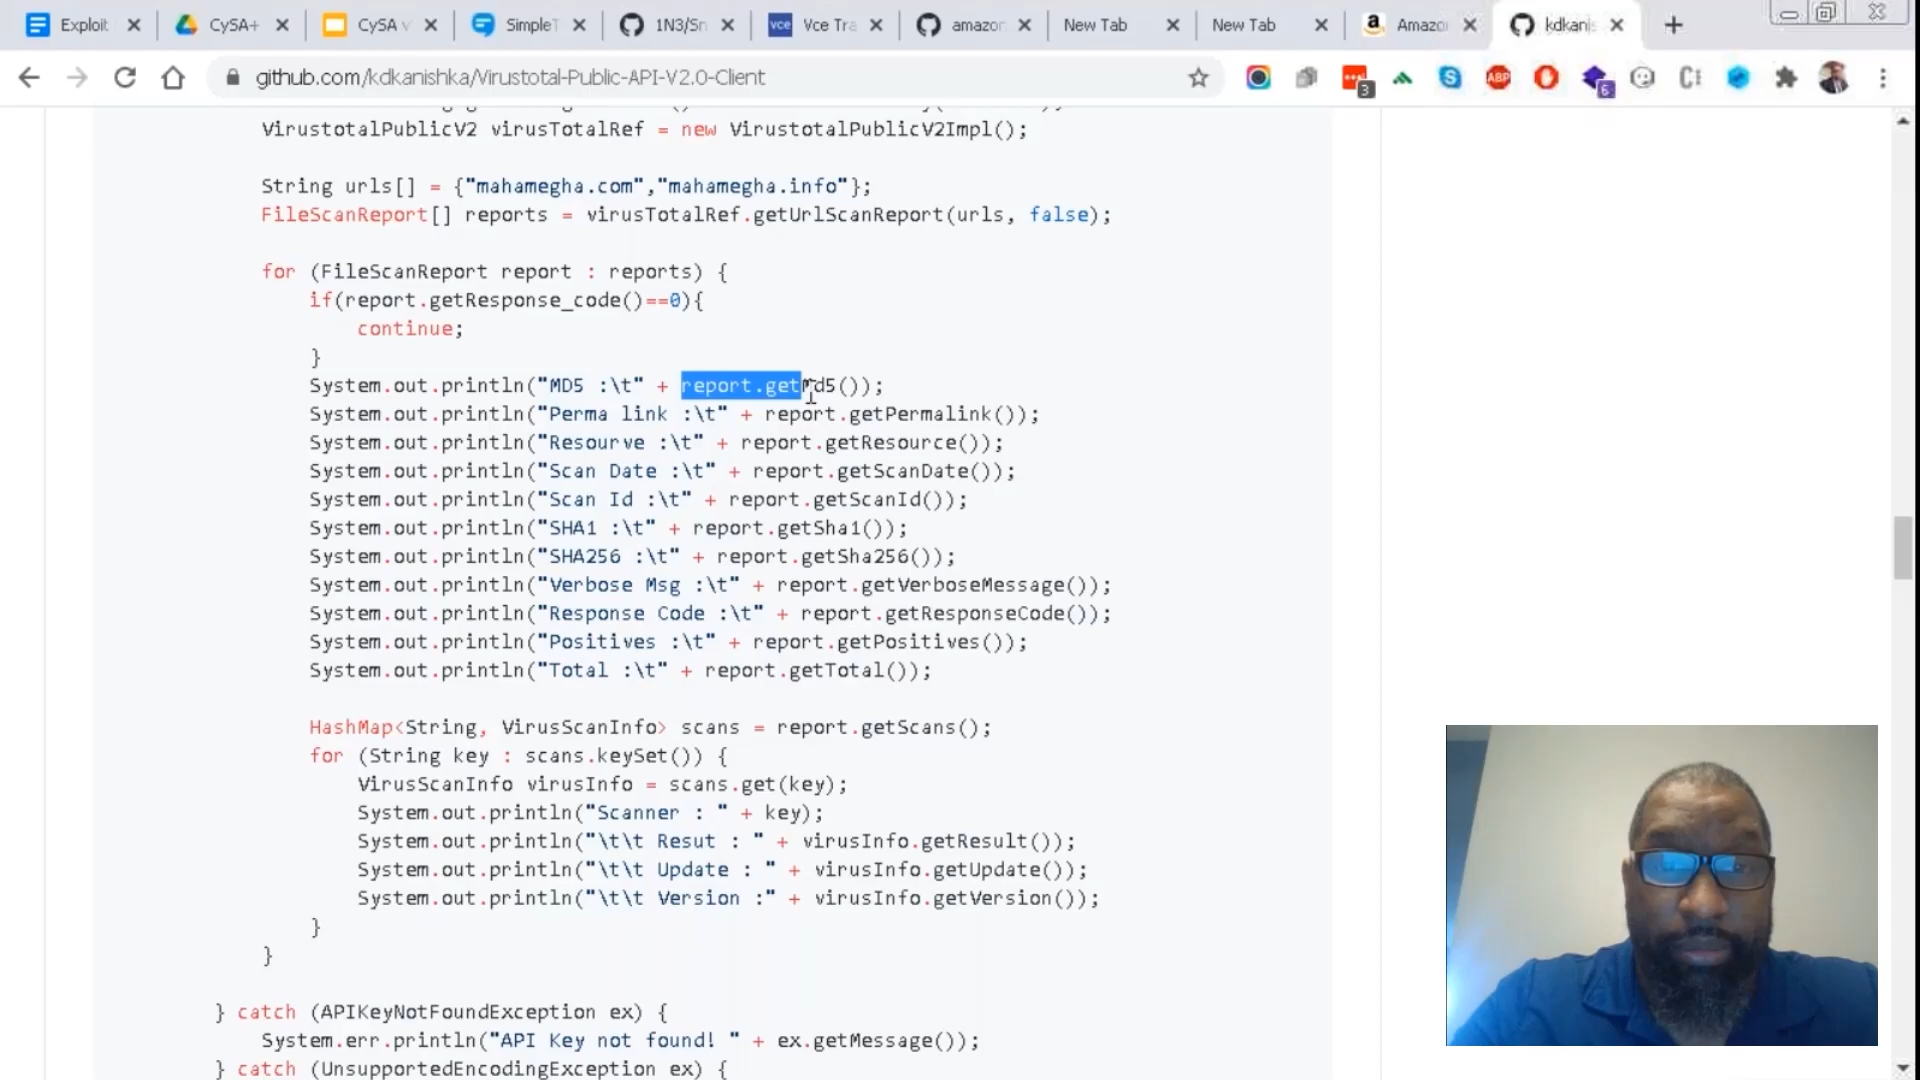 Exploit
CySA+
CySA v
SimpleT
1N3/Sn
vce
Vce Tra
amazon
New Tab
New Tab
Amazo
kdkanis
github.com/kdkanishka/Virustotal-Public-API-V2.0-Client
3
ABP
6
VirustotalPublicV2 virusTotalRef = new VirustotalPublicV2Impl();
String urls[] = {"mahamegha.com","mahamegha.info"};
FileScanReport[] reports = virusTotalRef.getUrlScanReport(urls, false);
for (FileScanReport report : reports) {
if(report.getResponse_code()==0){
continue;
}
System.out.println("MD5 :\t" + report.getMd5());
System.out.println("Perma link :\t" + report.getPermalink());
System.out.println("Resourve :\t" + report.getResource());
System.out.println("Scan Date :\t" + report.getScanDate());
System.out.println("Scan Id :\t" + report.getScanId());
System.out.println("SHA1 :\t" + report.getSha1());
System.out.println("SHA256 :\t" + report.getSha256());
System.out.println("Verbose Msg :\t" + report.getVerboseMessage());
System.out.println("Response Code :\t" + report.getResponseCode());
System.out.println("Positives :\t" + report.getPositives());
System.out.println("Total :\t" + report.getTotal());
HashMap<String, VirusScanInfo> scans = report.getScans();
for (String key : scans.keySet()) {
VirusScanInfo virusInfo = scans.get(key);
System.out.println("Scanner : " + key);
System.out.println("\t\t Resut : " + virusInfo.getResult());
System.out.println("\t\t Update : " + virusInfo.getUpdate());
System.out.println("\t\t Version :" + virusInfo.getVersion());
}
}
} catch (APIKeyNotFoundException ex) {
System.err.println("API Key not found! " + ex.getMessage());
} catch (UnsupportedEncodingException ex) {